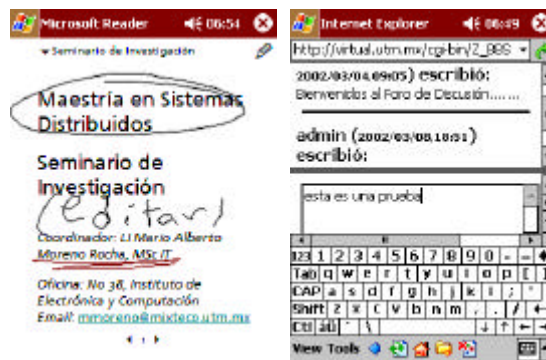 Microsoft Reader 06:54
Seminario de Investigación
Maestría en Sistemas
Distribuidos
Seminario de
Investigación
(editar)
Coordinador: LI Mario Alberto
Moreno Rocha, MSc IT
Oficina: No 38, Instituto de
Electrónica y Computación
Email: mmoreno@mixteco.utm.mx
Internet Explorer 06:49
http://virtual.utm.mx/cgi-bin/Z_BBS
2002/03/04,09:05) escribió:
Bienvenidos al Foro de Discusión.......
admin (2002/03/08,18:51)
escribió:
esta es una prueba
123 1 2 3 4 5 6 7 8 9 0 - =
Tab q w e r t y u i o p [ ]
CAP a s d f g h j k l ; '
Shift z x c v b n m , . /
Ctl áü ` \
View Tools